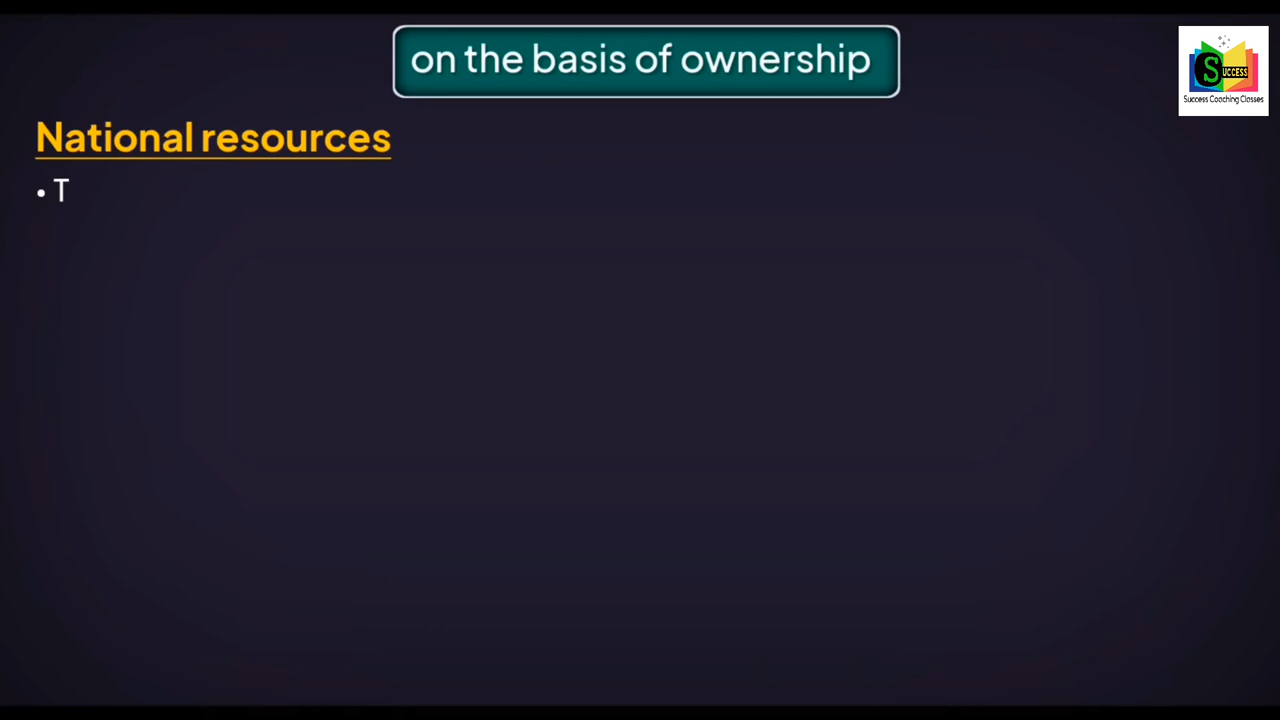 on the basis of ownership
National resources
• T
SUCCESS
Success Coaching Classes